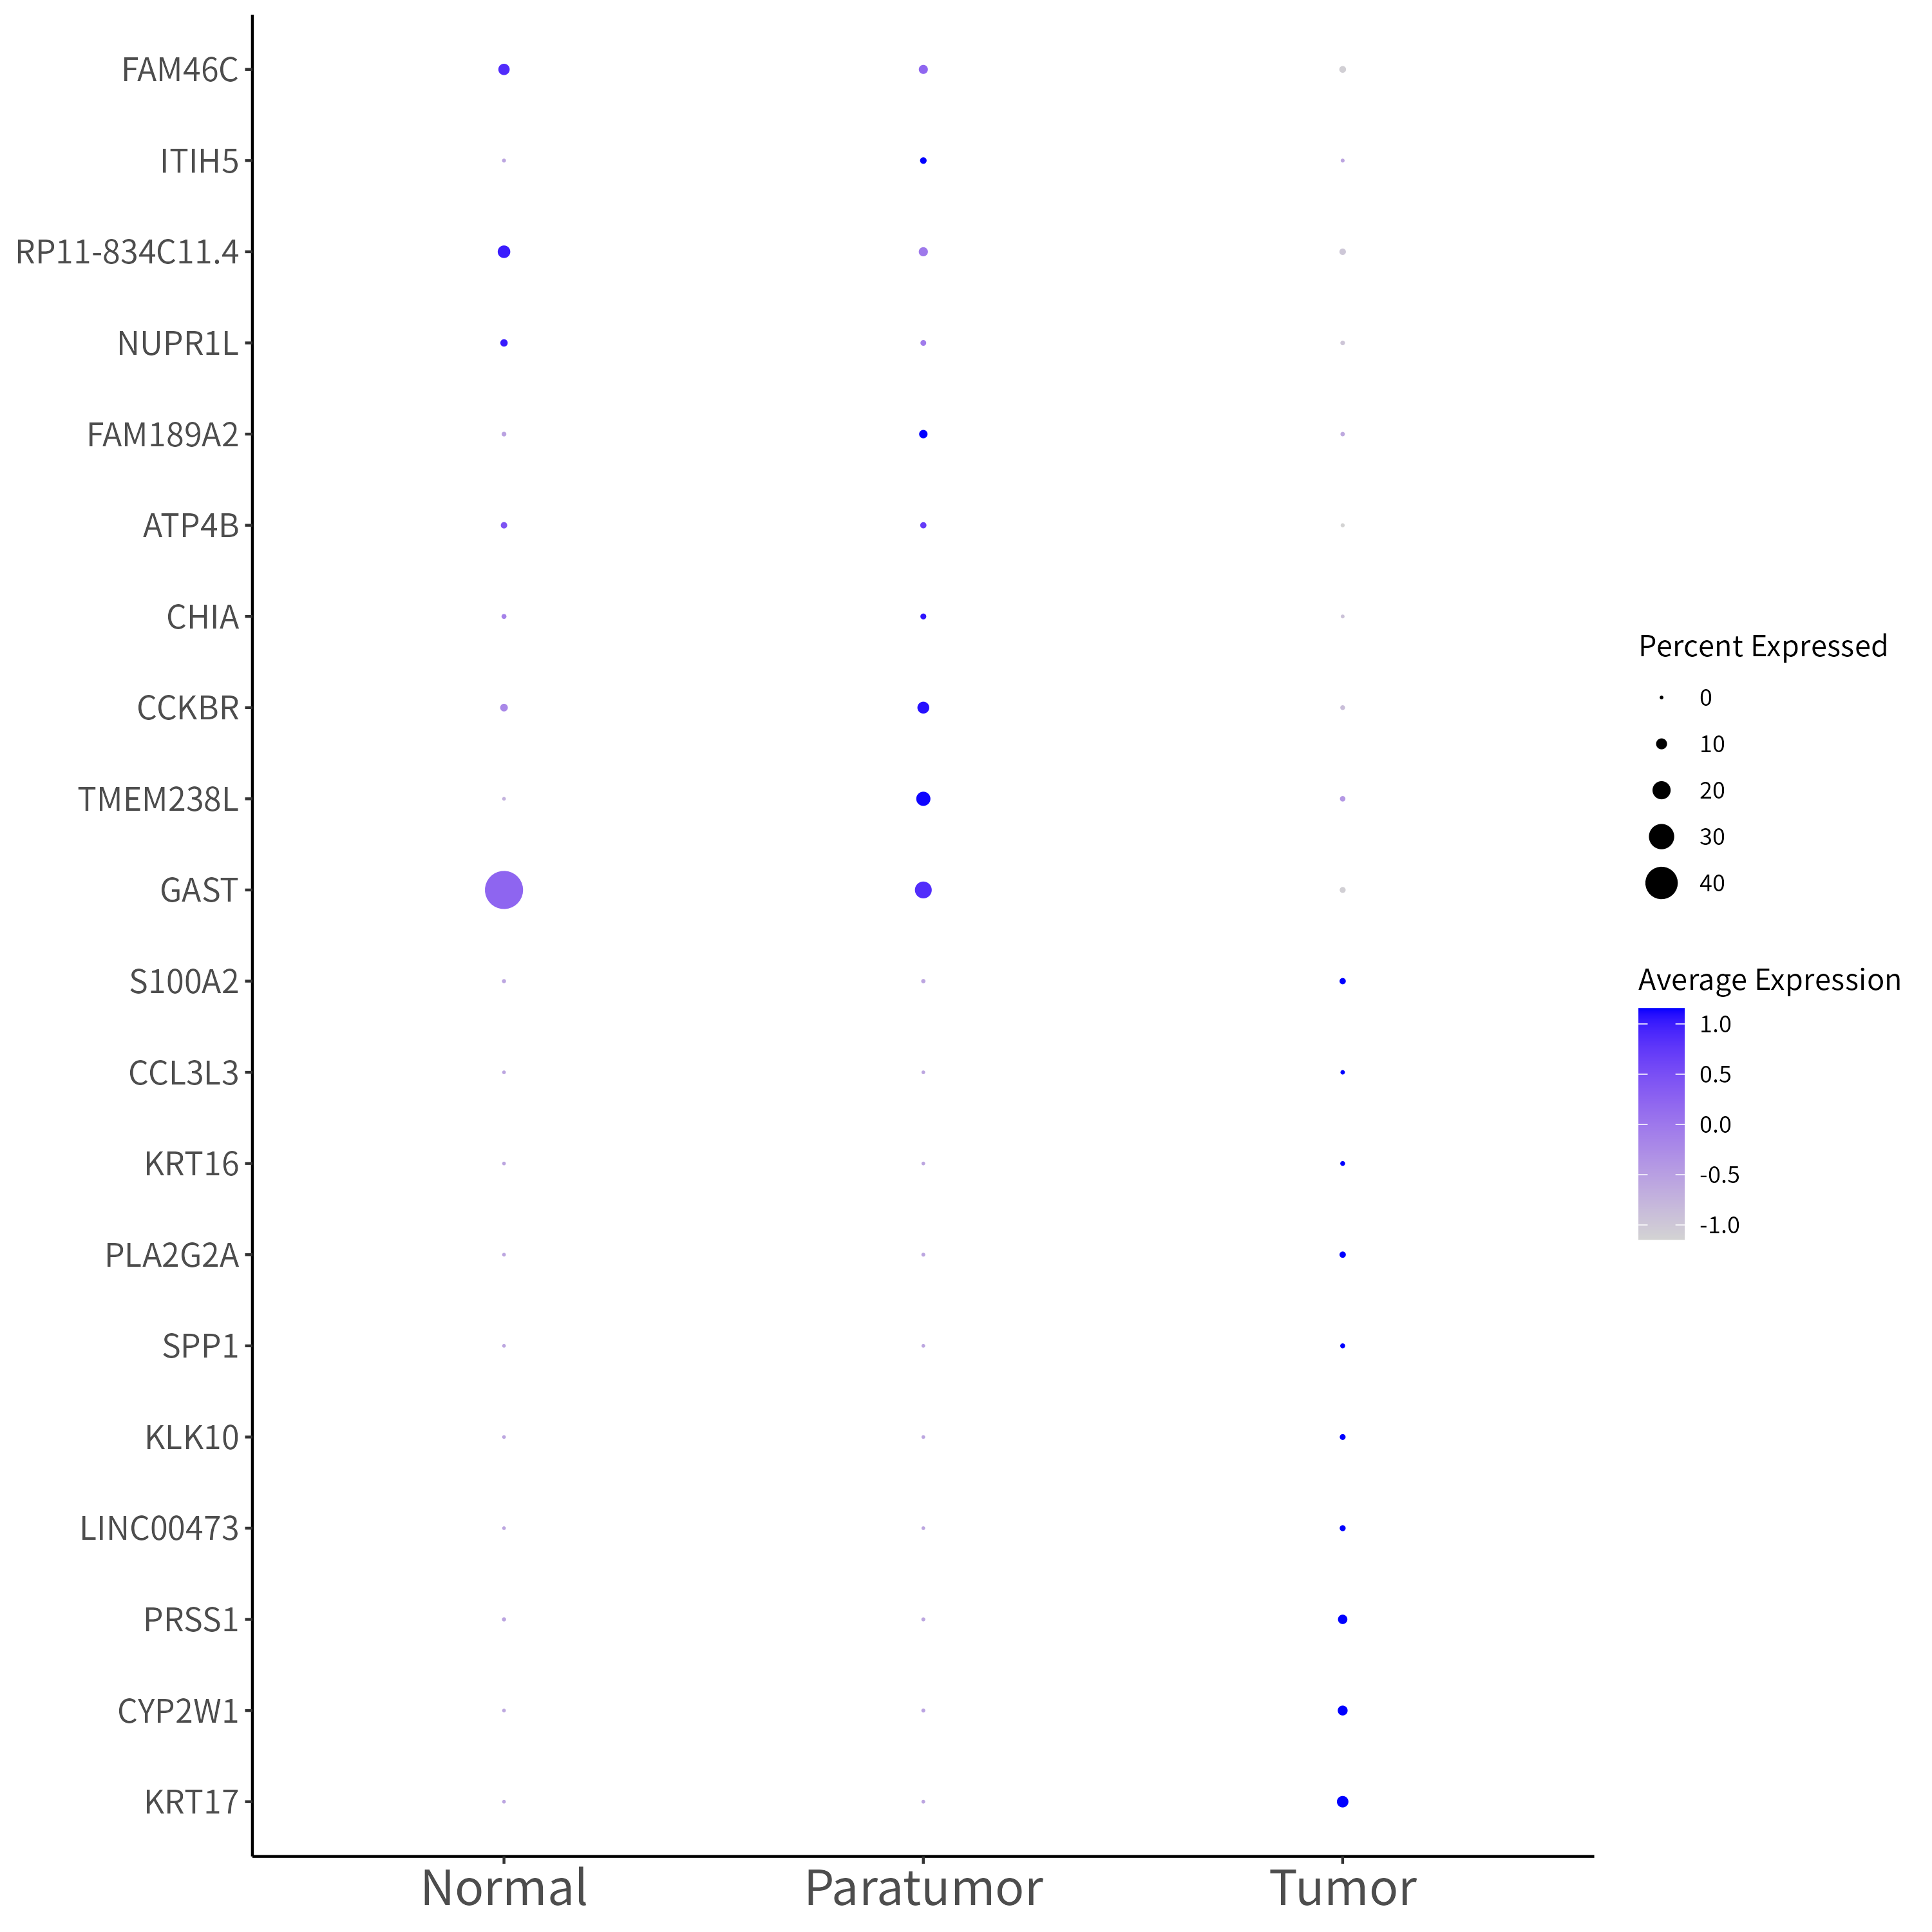 FAM46C
ITIH5
RP11-834C11.4
NUPR1L
FAM189A2
ATP4B
CHIA
CCKBR
TMEM238L
GAST
S100A2
CCL3L3
KRT16
PLA2G2A
SPP1
KLK10
LINC00473
PRSS1
CYP2W1
KRT17
Normal Paratumor Tumor
Percent Expressed
0
10
20
30
40
Average Expression
1.0
0.5
0.0
-0.5
-1.0